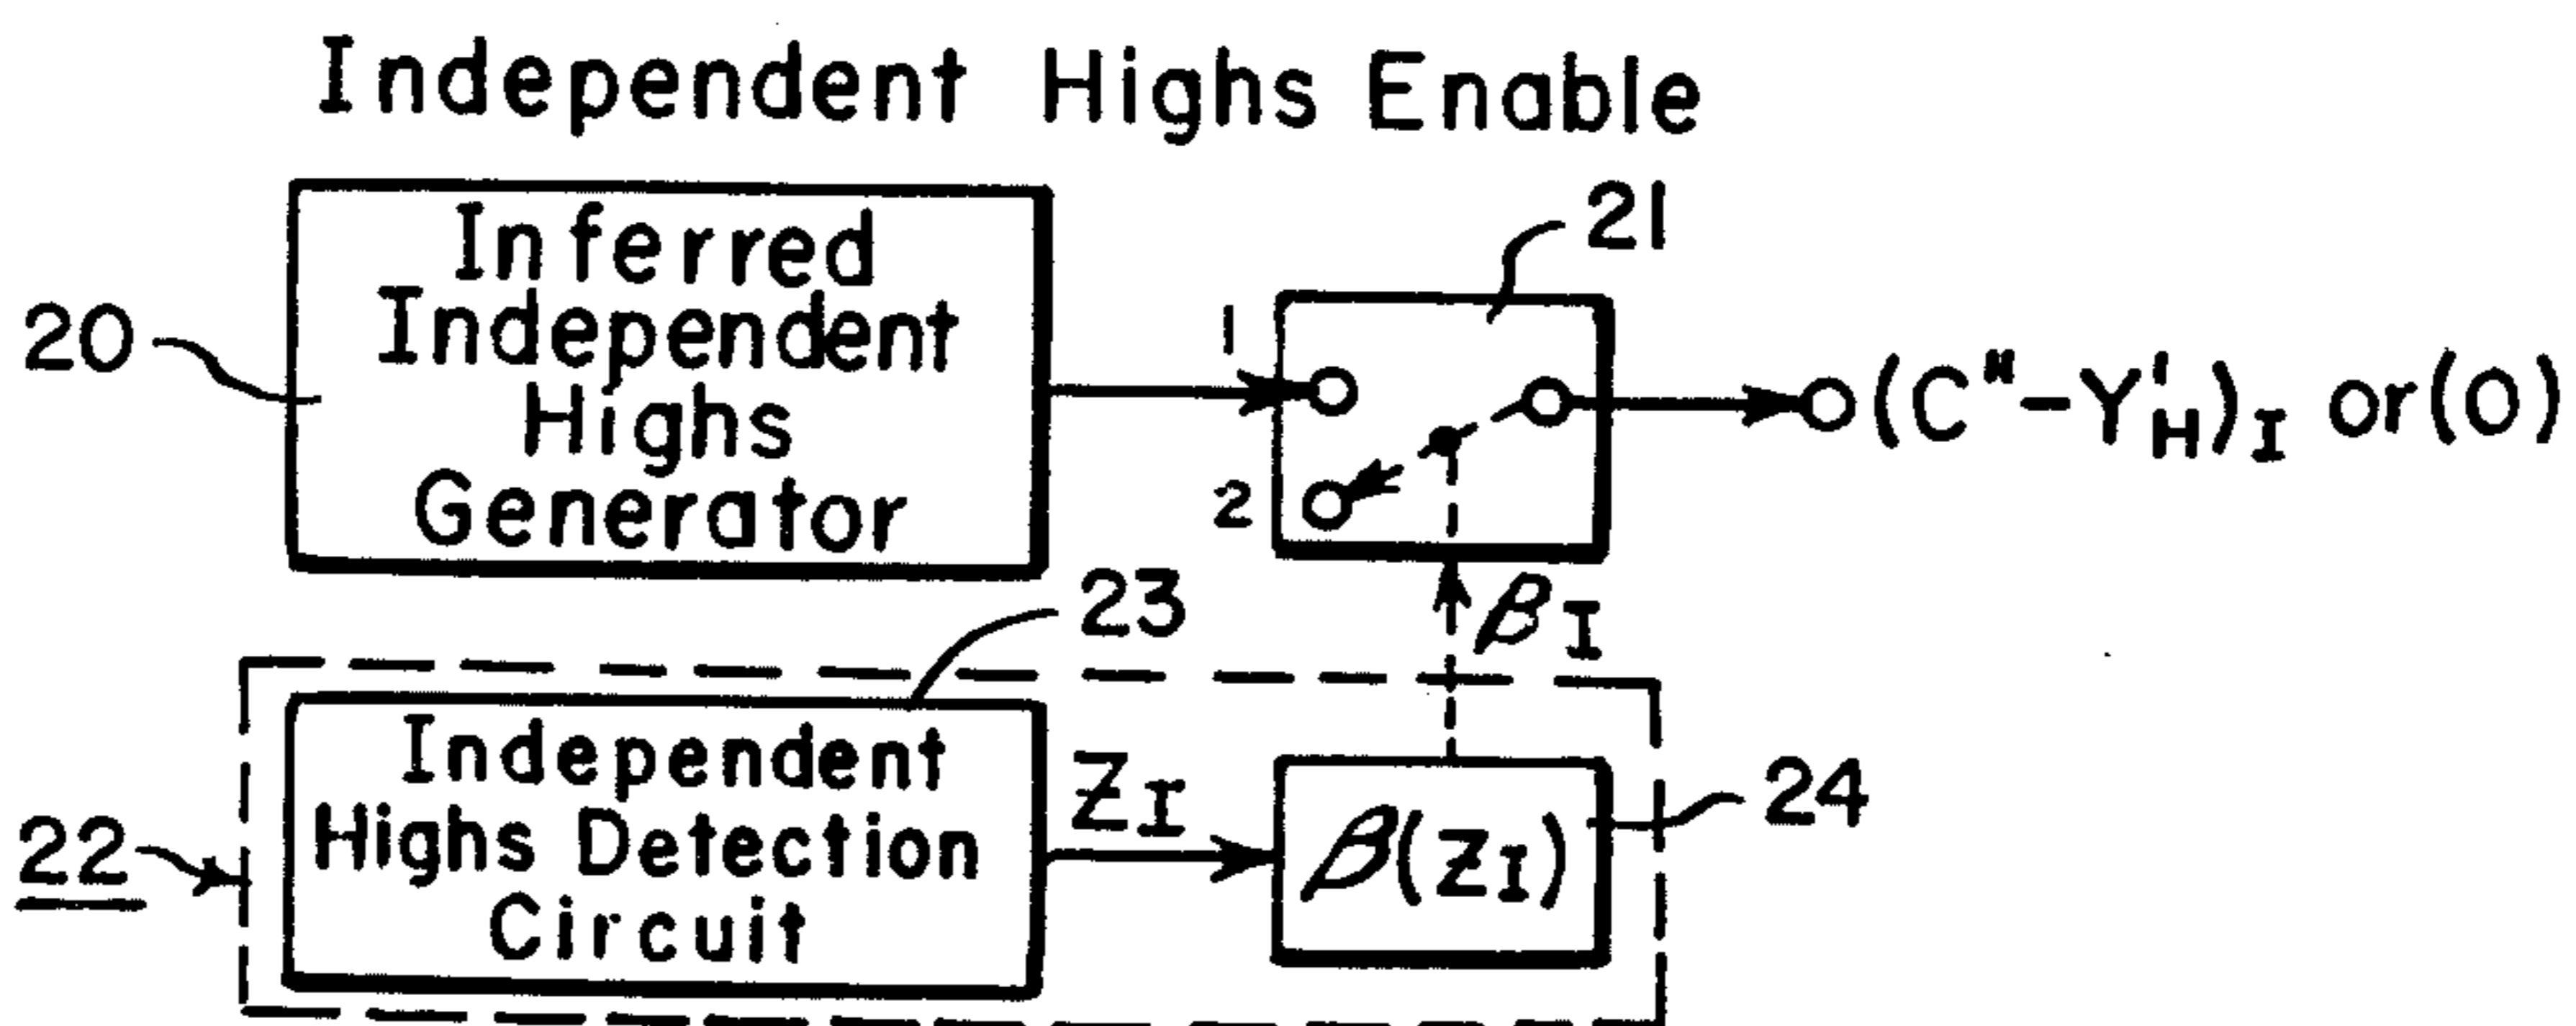 Independent Highs Enable
Inferred
Independent
Highs
Generator
20
21
1
2
(C"-Y'H)I or (0)
βI
23
22
Independent
Highs Detection
Circuit
ZI
β(ZI)
24